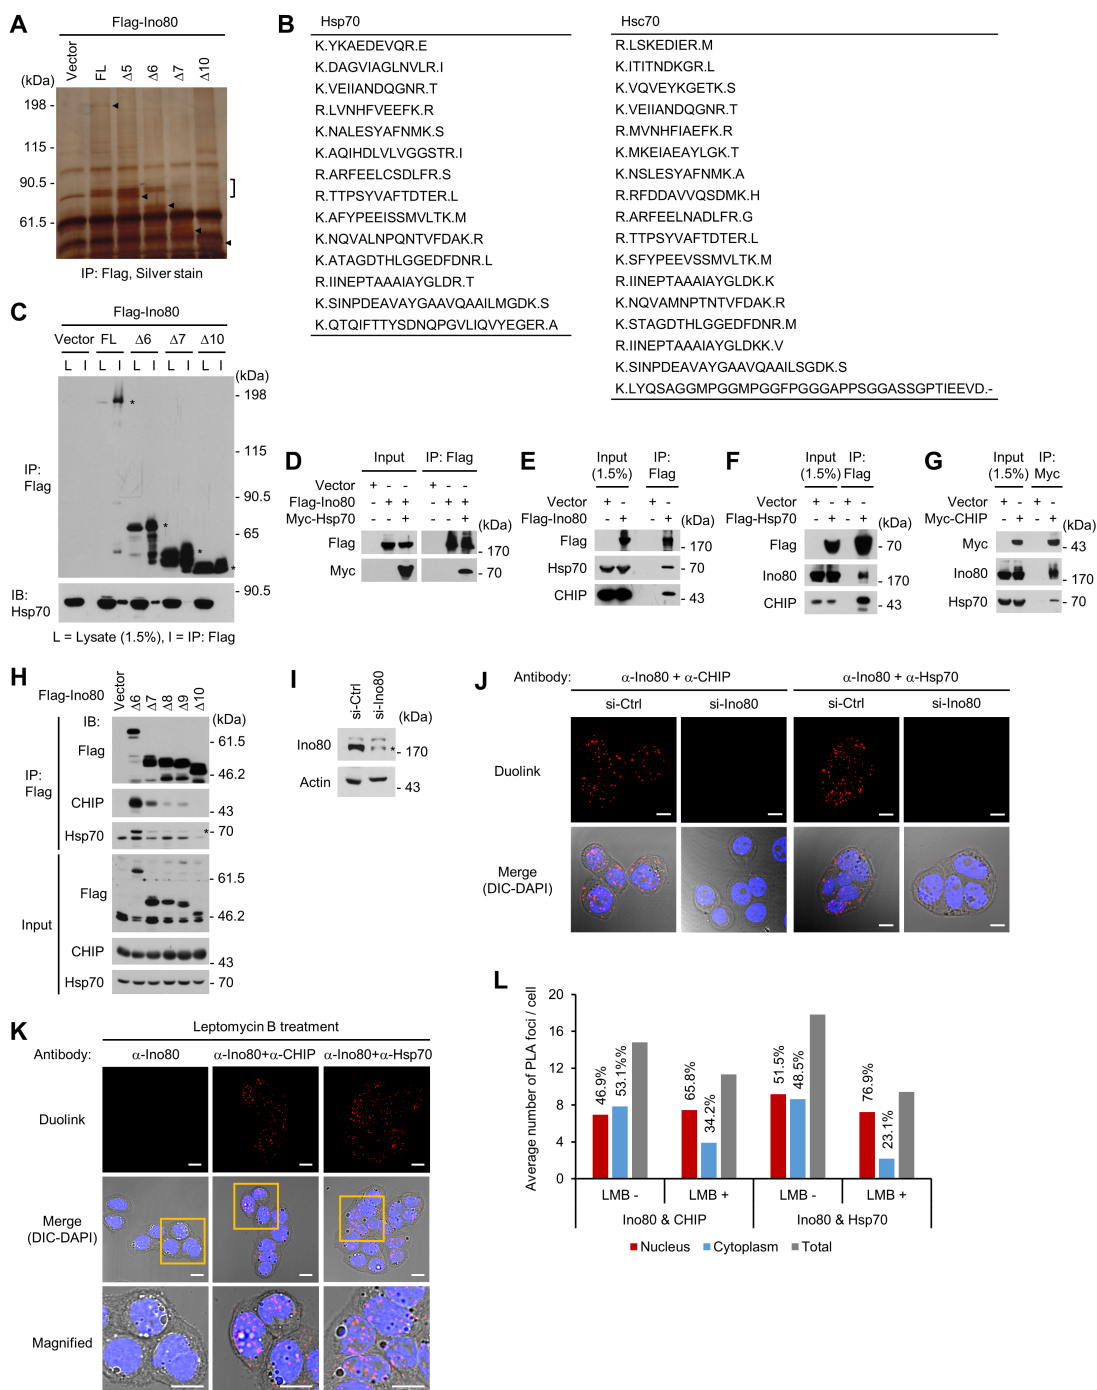 A
Flag-Ino80
Vector FL Δ5 Δ6 Δ7 Δ10
(kDa)
198 -
115 -
90.5 -
61.5 -
IP: Flag, Silver stain
B
Hsp70
K.YKAEDEVQR.E
K.DAGVIAGLNVLR.I
K.VEIIANDQGNR.T
R.LVNHFVEEFK.R
K.NALESYAFNMK.S
K.AQIHDLVLVGGSTR.I
R.ARFEELCSDLFR.S
R.TTPSYVAFTDTER.L
K.AFYPEEISSMVLTK.M
K.NQVALNPQNTVFDAK.R
K.ATAGDTHLGGEDFDNR.L
R.IINEPTAAAIAYGLDR.T
K.SINPDEAVAYGAAVQAAILMGDK.S
K.QTQIFTTYSDNQPGVLIQVYEGER.A
Hsc70
R.LSKEDIER.M
K.ITITNDKGR.L
K.VQVEYKGETK.S
K.VEIIANDQGNR.T
R.MVNHFIAEFK.R
K.MKEIAEAYLGK.T
K.NSLESYAFNMK.A
R.RFDDAVVQSDMK.H
R.ARFEELNADLFR.G
R.TTPSYVAFTDTER.L
K.SFYPEEVSSMVLTK.M
R.IINEPTAAAIAYGLDK.K
K.NQVAMNPTNTVFDAK.R
K.STAGDTHLGGEDFDNR.M
R.IINEPTAAAIAYGLDKK.V
K.SINPDEAVAYGAAVQAAILSGDK.S
K.LYQSAGGMPGGMPGGFPGGGAPPSGGASSGPTIEEVD.-
C
Flag-Ino80
Vector FL Δ6 Δ7 Δ10
L I L I L I L I L I
(kDa)
- 198
*
115
IP:
Flag
- 90.5
* - 65
* - 55
*
- 90.5
IB:
Hsp70
L = Lysate (1.5%), I = IP: Flag
D
Input IP: Flag
Vector + - - + - -
Flag-Ino80 - + + - + +
Myc-Hsp70 - - + - - +
(kDa)
Flag - 170
Myc - 70
E
Input (1.5%) IP: Flag
Vector + - + -
Flag-Ino80 - + - +
(kDa)
Flag - 170
Hsp70 - 70
CHIP - 43
F
Input (1.5%) IP: Flag
Vector + - + -
Flag-Hsp70 - + - +
(kDa)
Flag - 70
Ino80 - 170
CHIP - 43
G
Input (1.5%) IP: Myc
Vector + - + -
Myc-CHIP - + - +
(kDa)
Myc - 43
Ino80 - 170
Hsp70 - 70
H
Flag-Ino80 Vector Δ6 Δ7 Δ8 Δ9 Δ10
IB: (kDa)
IP: Flag
Flag - 61.5
- 46.2
CHIP - 43
Hsp70 * - 70
Input
Flag 61.5
- 46.2
CHIP - 43
Hsp70 - 70
I
si-Ctrl si-Ino80
(kDa)
Ino80 * - 170
Actin - 43
J
Antibody: α-Ino80 + α-CHIP α-Ino80 + α-Hsp70
si-Ctrl si-Ino80 si-Ctrl si-Ino80
Duolink
Merge
(DIC-DAPI)
K
Leptomycin B treatment
Antibody: α-Ino80 α-Ino80+α-CHIP α-Ino80+α-Hsp70
Duolink
Merge
(DIC-DAPI)
Magnified
L
Average number of PLA foci / cell
20
16
12
8
4
0
46.9% 53.1%% 65.8% 34.2% 51.5% 48.5% 76.9% 23.1%
LMB - LMB + LMB - LMB +
Ino80 & CHIP Ino80 & Hsp70
Nucleus Cytoplasm Total